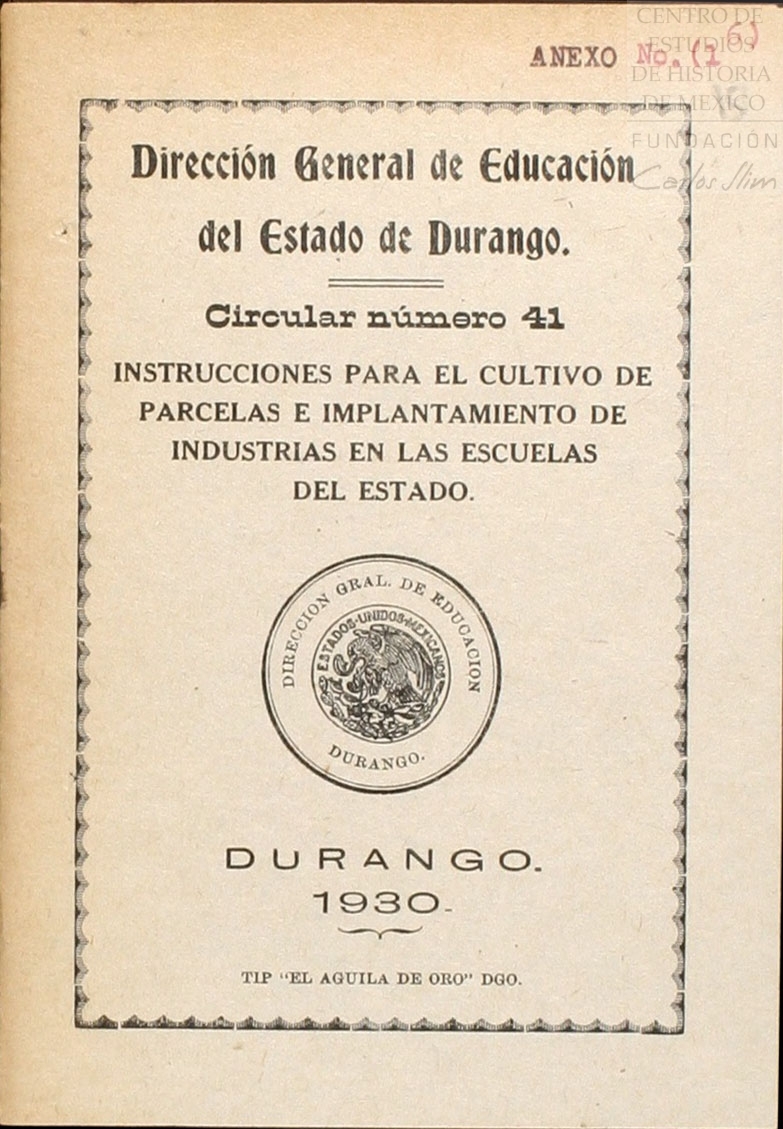 CENTRO DE
ESTUDIOS
DE HISTORIA
DE MEXICO
FUNDACIÓN
Carlos Slim
ANEXO No. (16)
Dirección General de Educación
del Estado de Durango.
Circular número 41
INSTRUCCIONES PARA EL CULTIVO DE
PARCELAS E IMPLANTAMIENTO DE
INDUSTRIAS EN LAS ESCUELAS
DEL ESTADO.
DIRECCION GRAL. DE EDUCACION
ESTADOS-UNIDOS-MEXICANOS
DURANGO.
DURANGO.
1930.
TIP "EL AGUILA DE ORO" DGO.